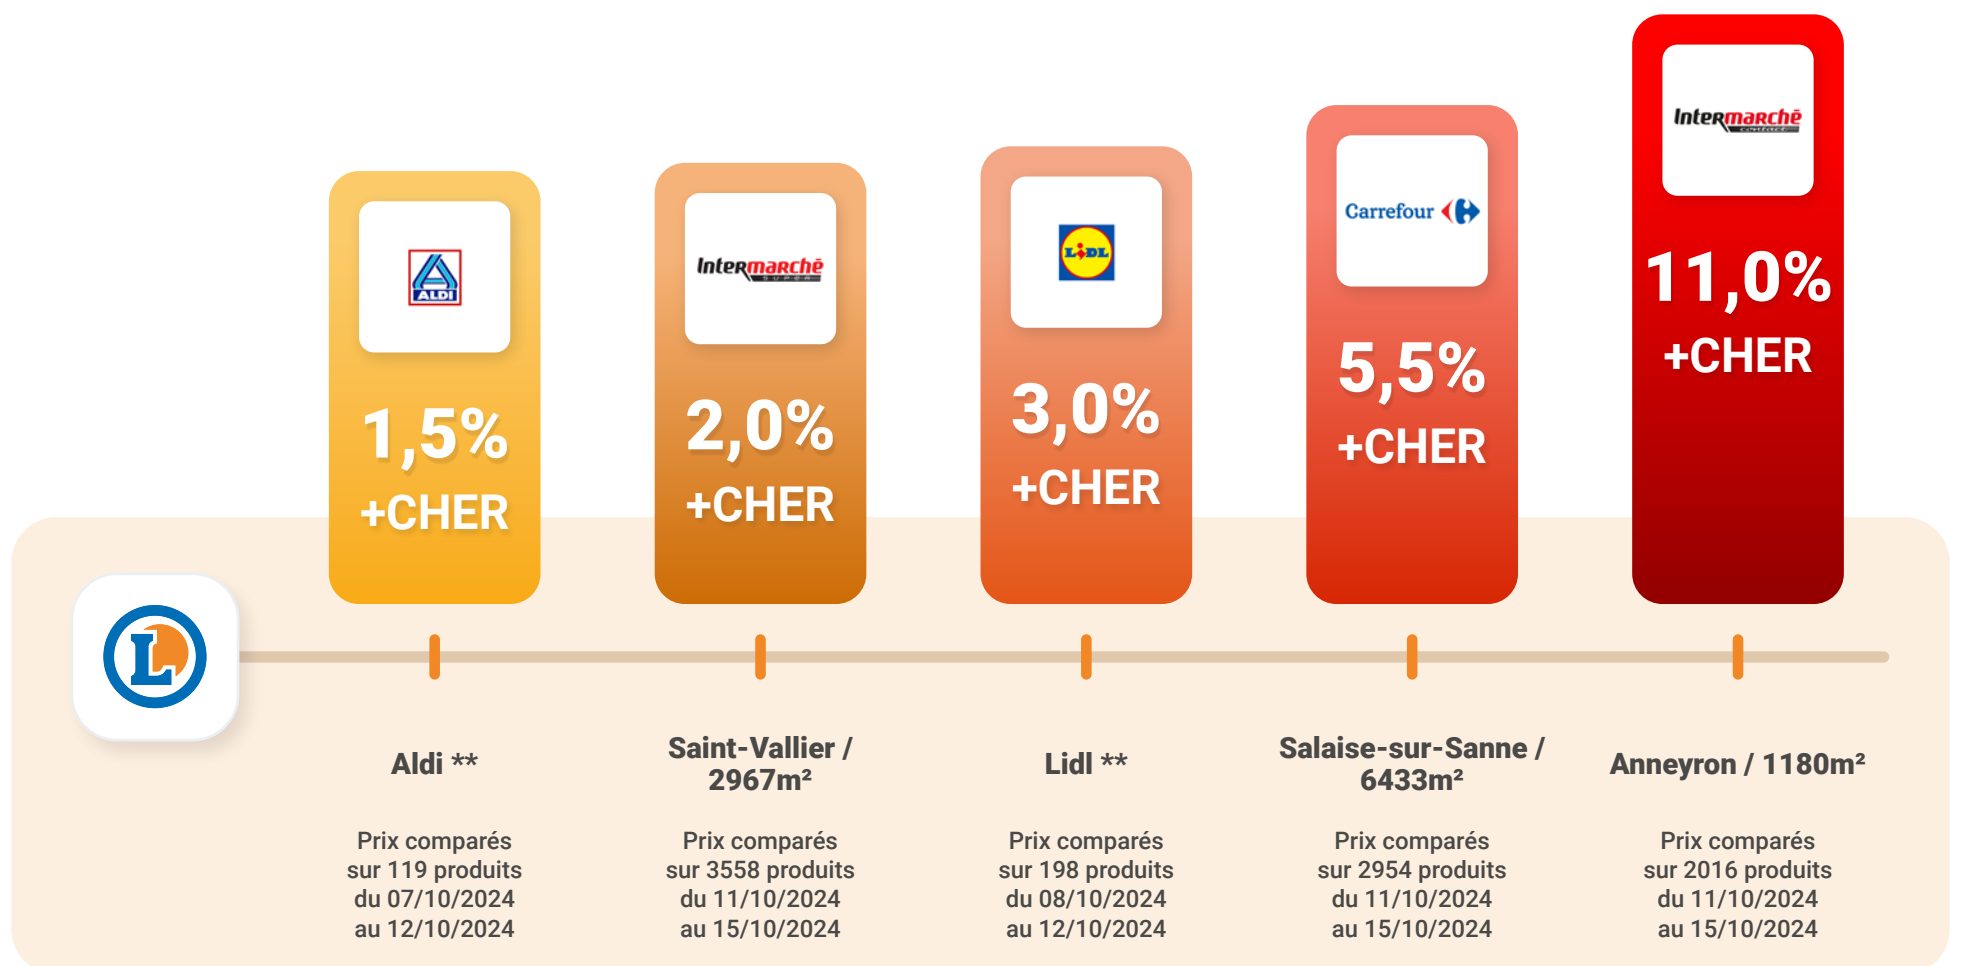 ALDI
1,5%
+CHER
Intermarché
SUPER
2,0%
+CHER
LIDL
3,0%
+CHER
Carrefour
5,5%
+CHER
Intermarché
contact
11,0%
+CHER
L
Aldi **
Prix comparés
sur 119 produits
du 07/10/2024
au 12/10/2024
Saint-Vallier /
2967m²
Prix comparés
sur 3558 produits
du 11/10/2024
au 15/10/2024
Lidl **
Prix comparés
sur 198 produits
du 08/10/2024
au 12/10/2024
Salaise-sur-Sanne /
6433m²
Prix comparés
sur 2954 produits
du 11/10/2024
au 15/10/2024
Anneyron / 1180m²
Prix comparés
sur 2016 produits
du 11/10/2024
au 15/10/2024